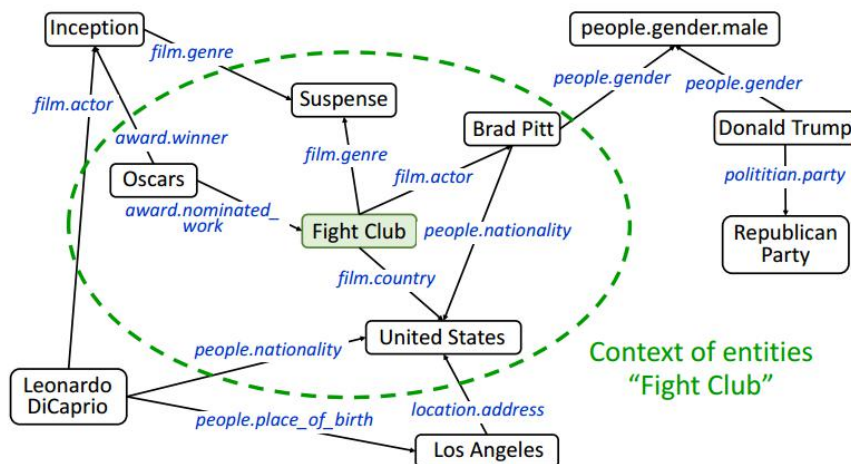 Inception
people.gender.male
film.genre
people.gender
people.gender
film.actor
Suspense
Brad Pitt
Donald Trump
award.winner
film.genre
Oscars
film.actor
polititian.party
award.nominated_
work
Fight Club
people.nationality
Republican
Party
film.country
United States
people.nationality
Context of entities
“Fight Club”
Leonardo
DiCaprio
location.address
people.place_of_birth
Los Angeles